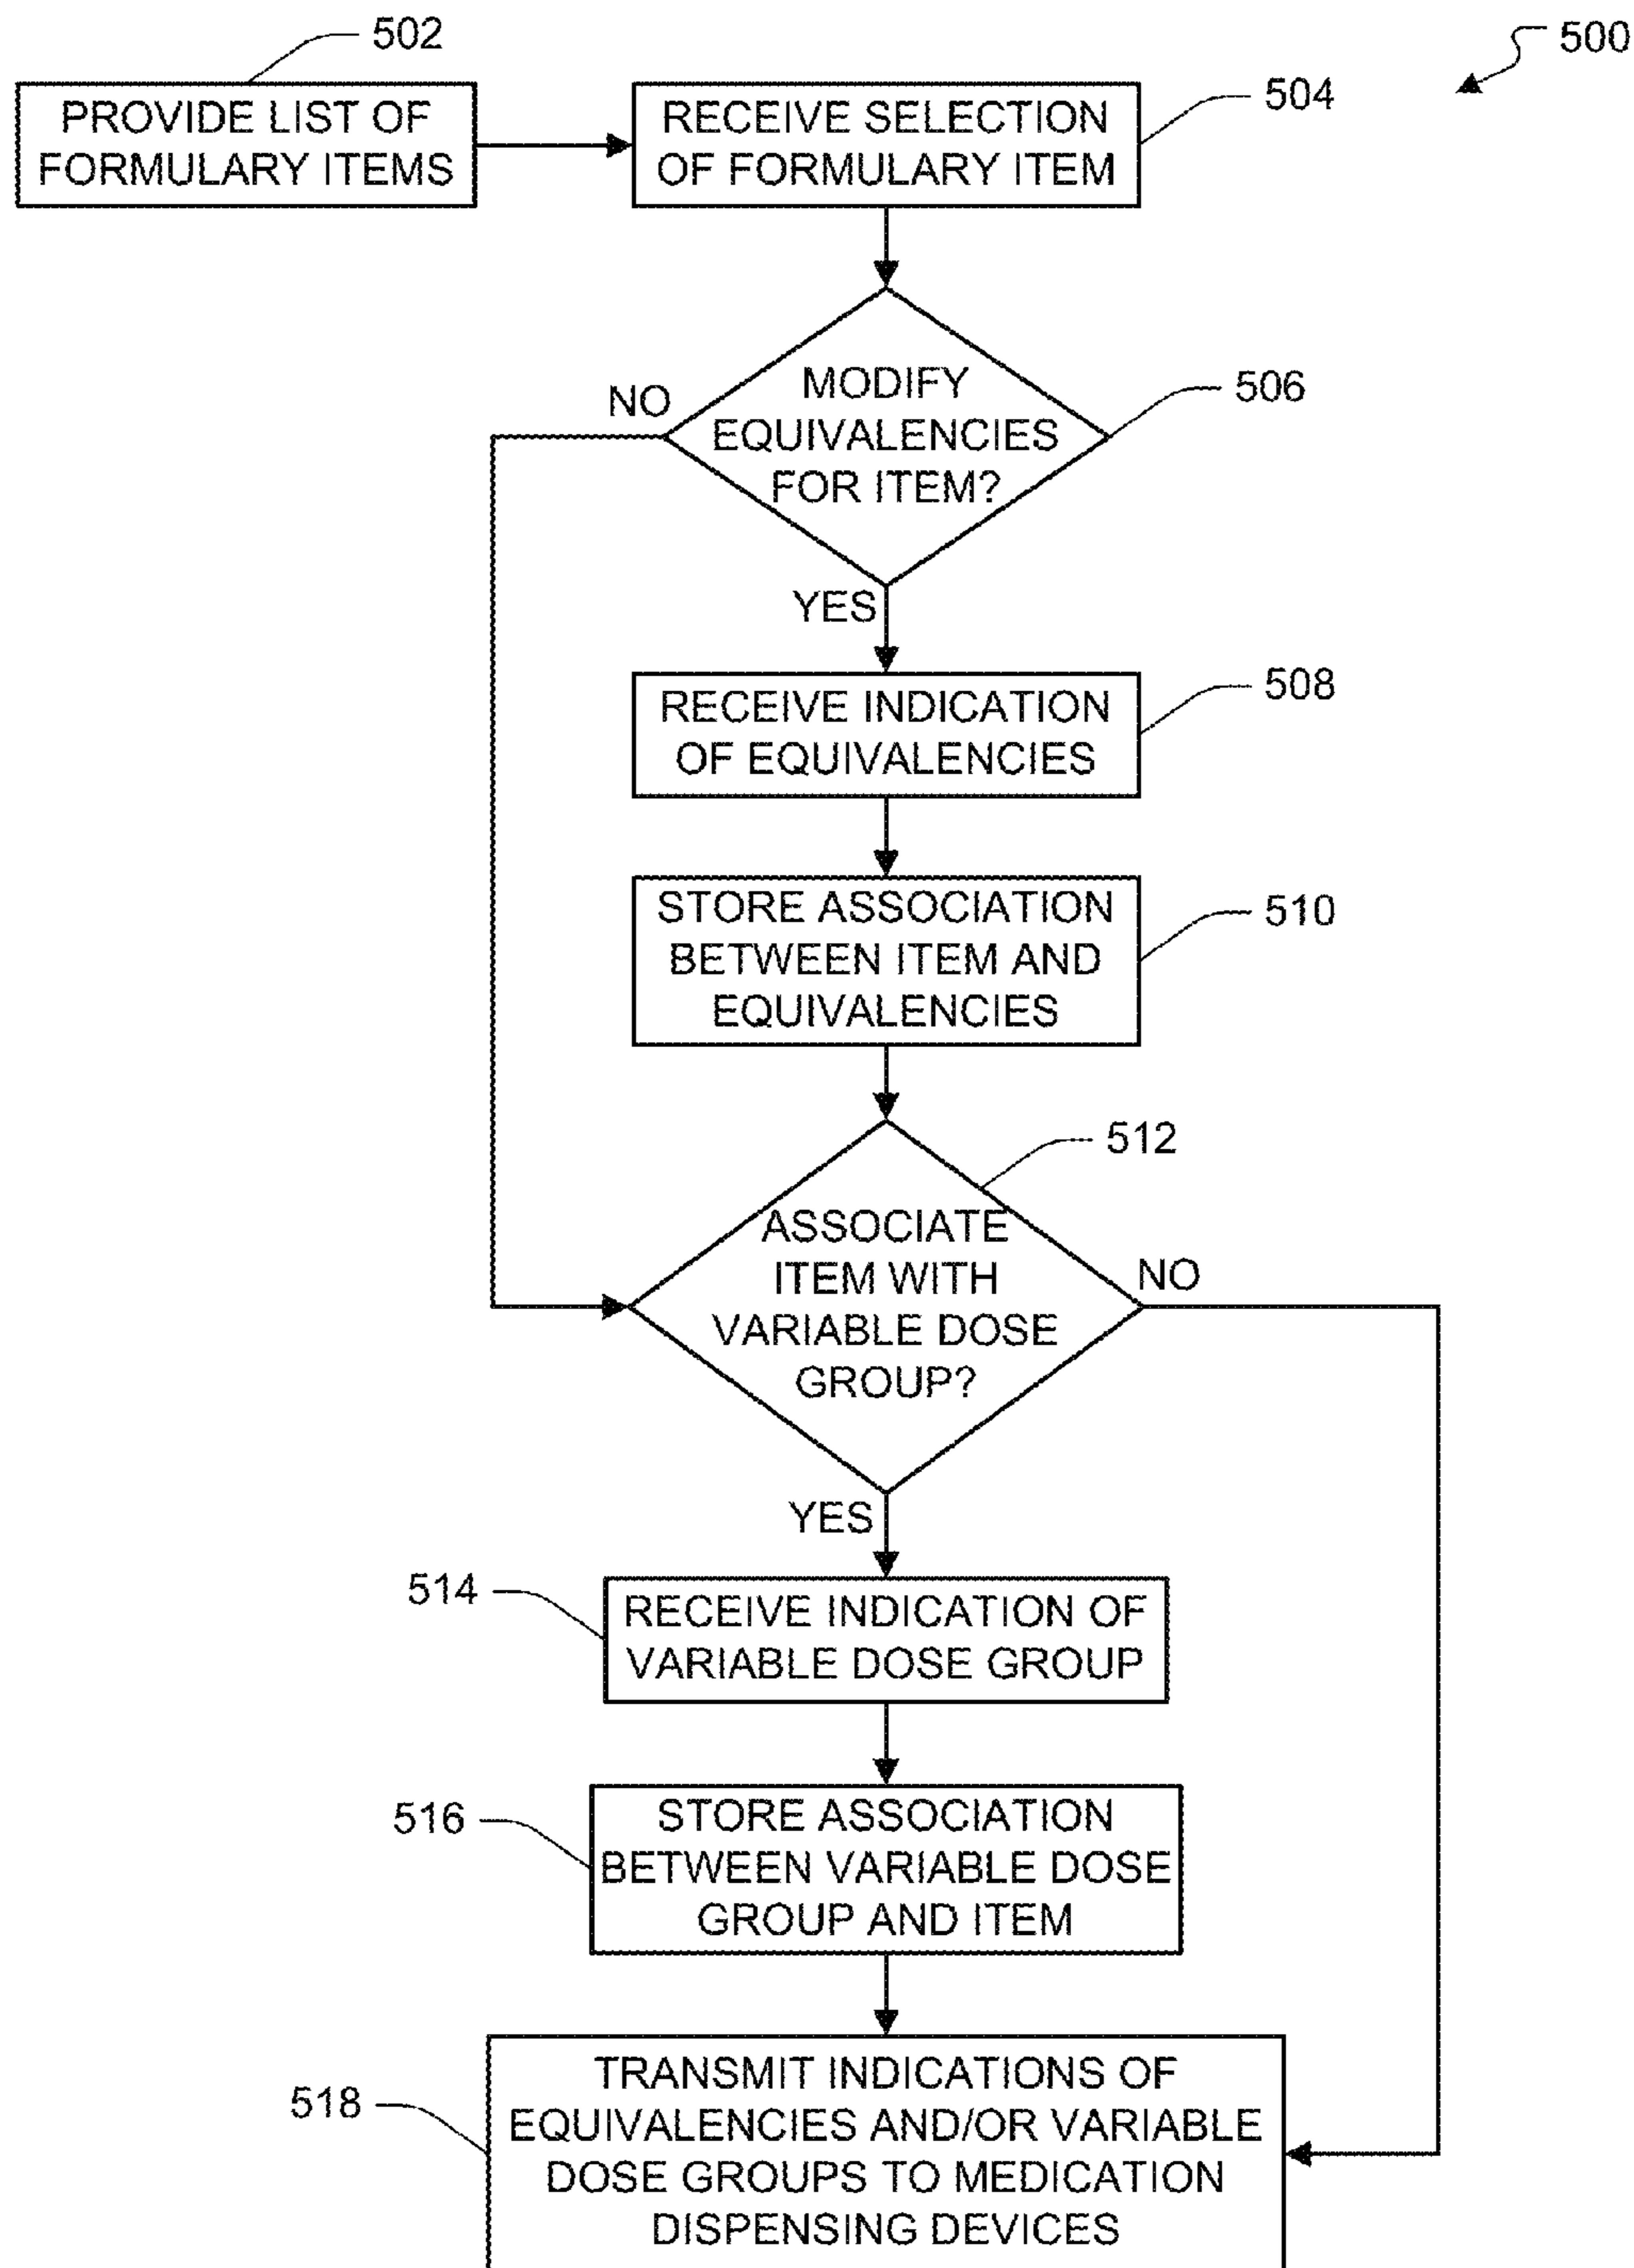 502
500
PROVIDE LIST OF
FORMULARY ITEMS
RECEIVE SELECTION
OF FORMULARY ITEM
504
MODIFY
EQUIVALENCIES
FOR ITEM?
506
NO
YES
RECEIVE INDICATION
OF EQUIVALENCIES
508
STORE ASSOCIATION
BETWEEN ITEM AND
EQUIVALENCIES
510
512
ASSOCIATE
ITEM WITH
VARIABLE DOSE
GROUP?
NO
YES
514
RECEIVE INDICATION OF
VARIABLE DOSE GROUP
516
STORE ASSOCIATION
BETWEEN VARIABLE DOSE
GROUP AND ITEM
518
TRANSMIT INDICATIONS OF
EQUIVALENCIES AND/OR VARIABLE
DOSE GROUPS TO MEDICATION
DISPENSING DEVICES